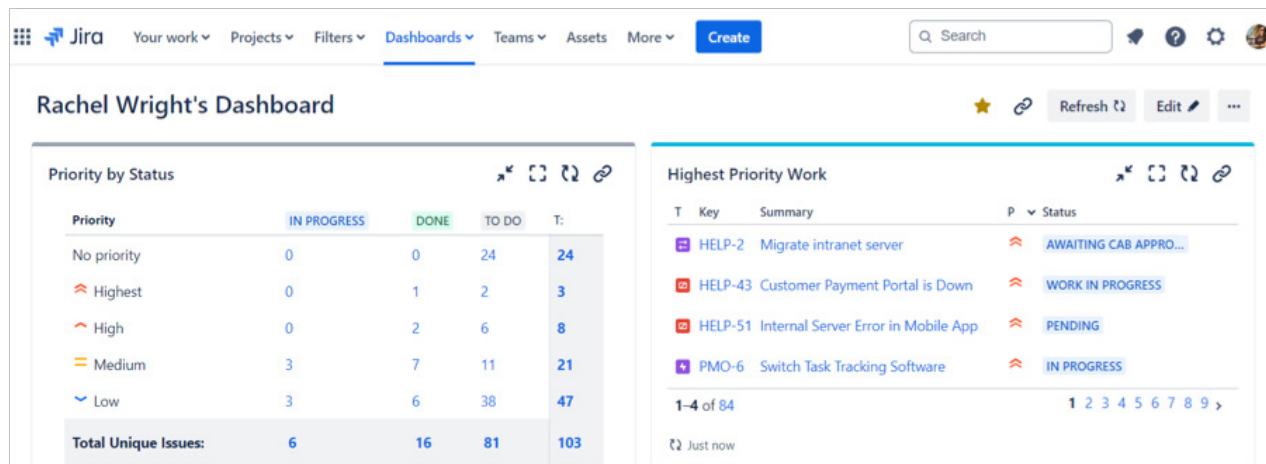 Jira Your work Projects Filters Dashboards Teams Assets More Create Search
Rachel Wright's Dashboard Refresh Edit
Priority by Status
Priority IN PROGRESS DONE TO DO T:
No priority 0 0 24 24
Highest 0 1 2 3
High 0 2 6 8
Medium 3 7 11 21
Low 3 6 38 47
Total Unique Issues: 6 16 81 103
Highest Priority Work
T Key Summary P Status
HELP-2 Migrate intranet server AWAITING CAB APPRO...
HELP-43 Customer Payment Portal is Down WORK IN PROGRESS
HELP-51 Internal Server Error in Mobile App PENDING
PMO-6 Switch Task Tracking Software IN PROGRESS
1–4 of 84 1 2 3 4 5 6 7 8 9
Just now